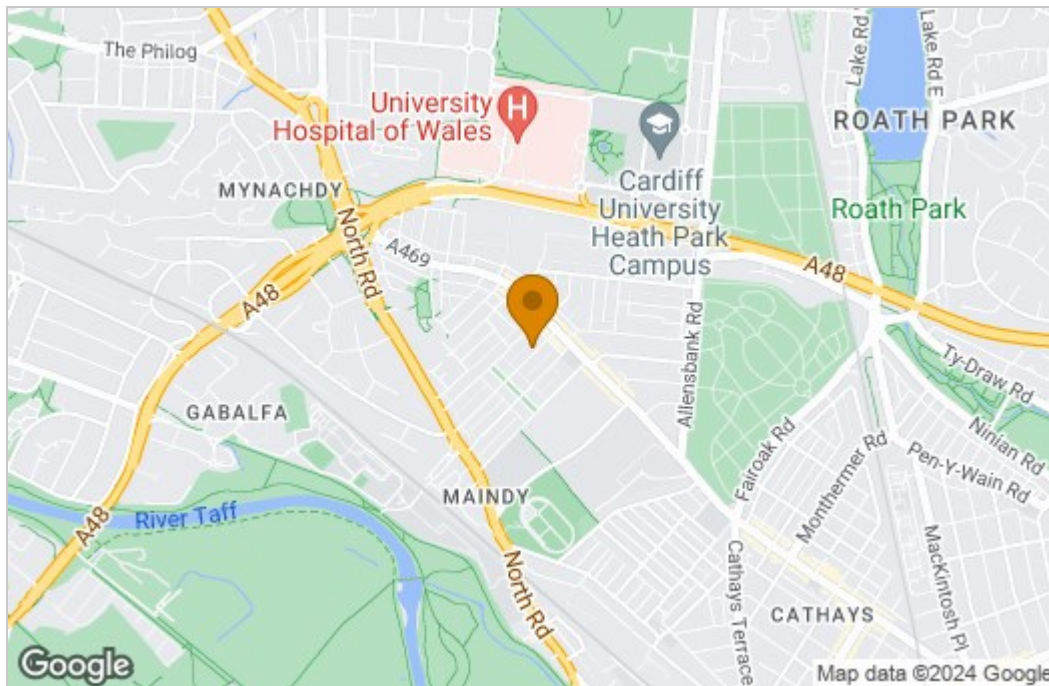 The Philog
University
Hospital of Wales
H
Lake Rd
Lake Rd E
ROATH PARK
MYNACHDY
Cardiff
University
Heath Park
Campus
Roath Park
North Rd
A469
A48
A48
Allensbank Rd
Ty-Draw Rd
GABALFA
Ninian Rd
Fairoak Rd
Monthermer Rd
Pen-Y-Wain Rd
MAINDY
River Taff
A48
North Rd
Cathays Terrace
MacKintosh Pl
CATHAYS
Google
Map data ©2024 Google